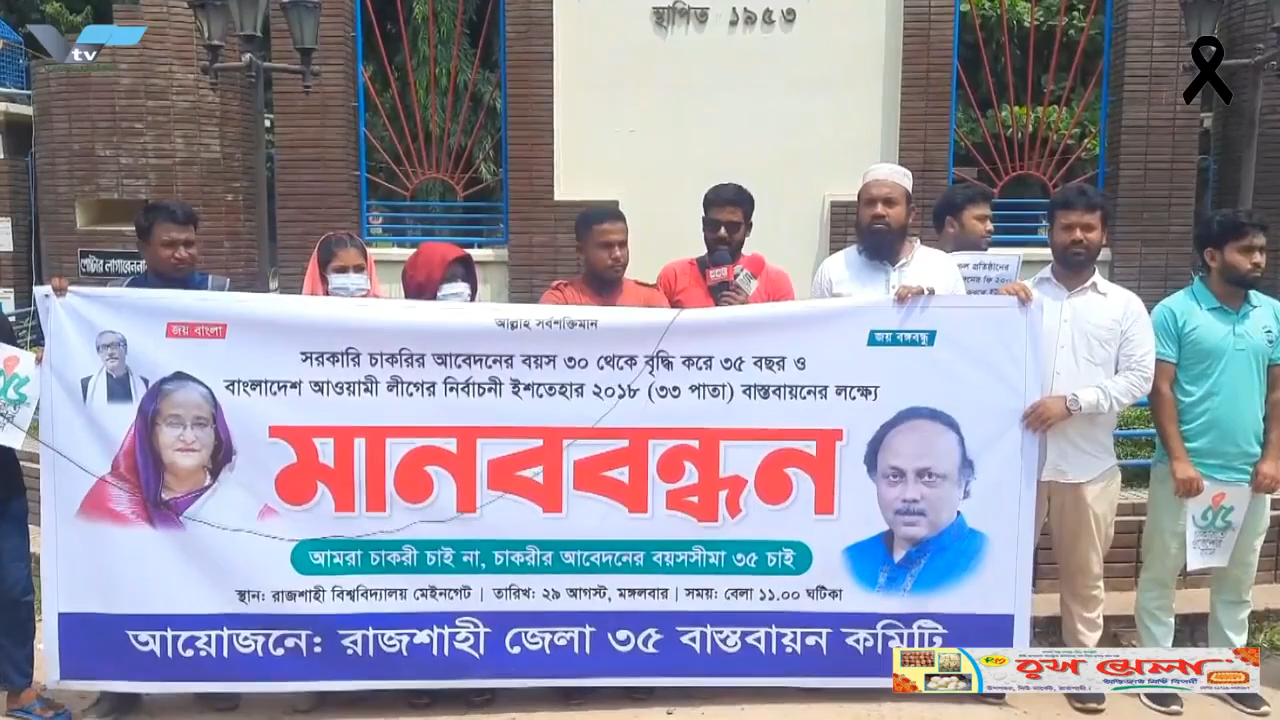 স্থাপিত ১৯৫৩
tv
পোষ্টার লাগাবেন না
আল্লাহ সর্বশক্তিমান
জয় বাংলা
জয় বঙ্গবন্ধু
সরকারি চাকরির আবেদনের বয়স ৩০ থেকে বৃদ্ধি করে ৩৫ বছর ও
বাংলাদেশ আওয়ামী লীগের নির্বাচনী ইশতেহার ২০১৮ (৩৩ পাতা) বাস্তবায়নের লক্ষ্যে
মানববন্ধন
আমরা চাকরী চাই না, চাকরীর আবেদনের বয়সসীমা ৩৫ চাই
স্থান: রাজশাহী বিশ্ববিদ্যালয় মেইনগেট | তারিখ: ২৯ আগস্ট, মঙ্গলবার | সময়: বেলা ১১.০০ ঘটিকা
আয়োজনে: রাজশাহী জেলা ৩৫ বাস্তবায়ন কমিটি
৩৫
৩৫